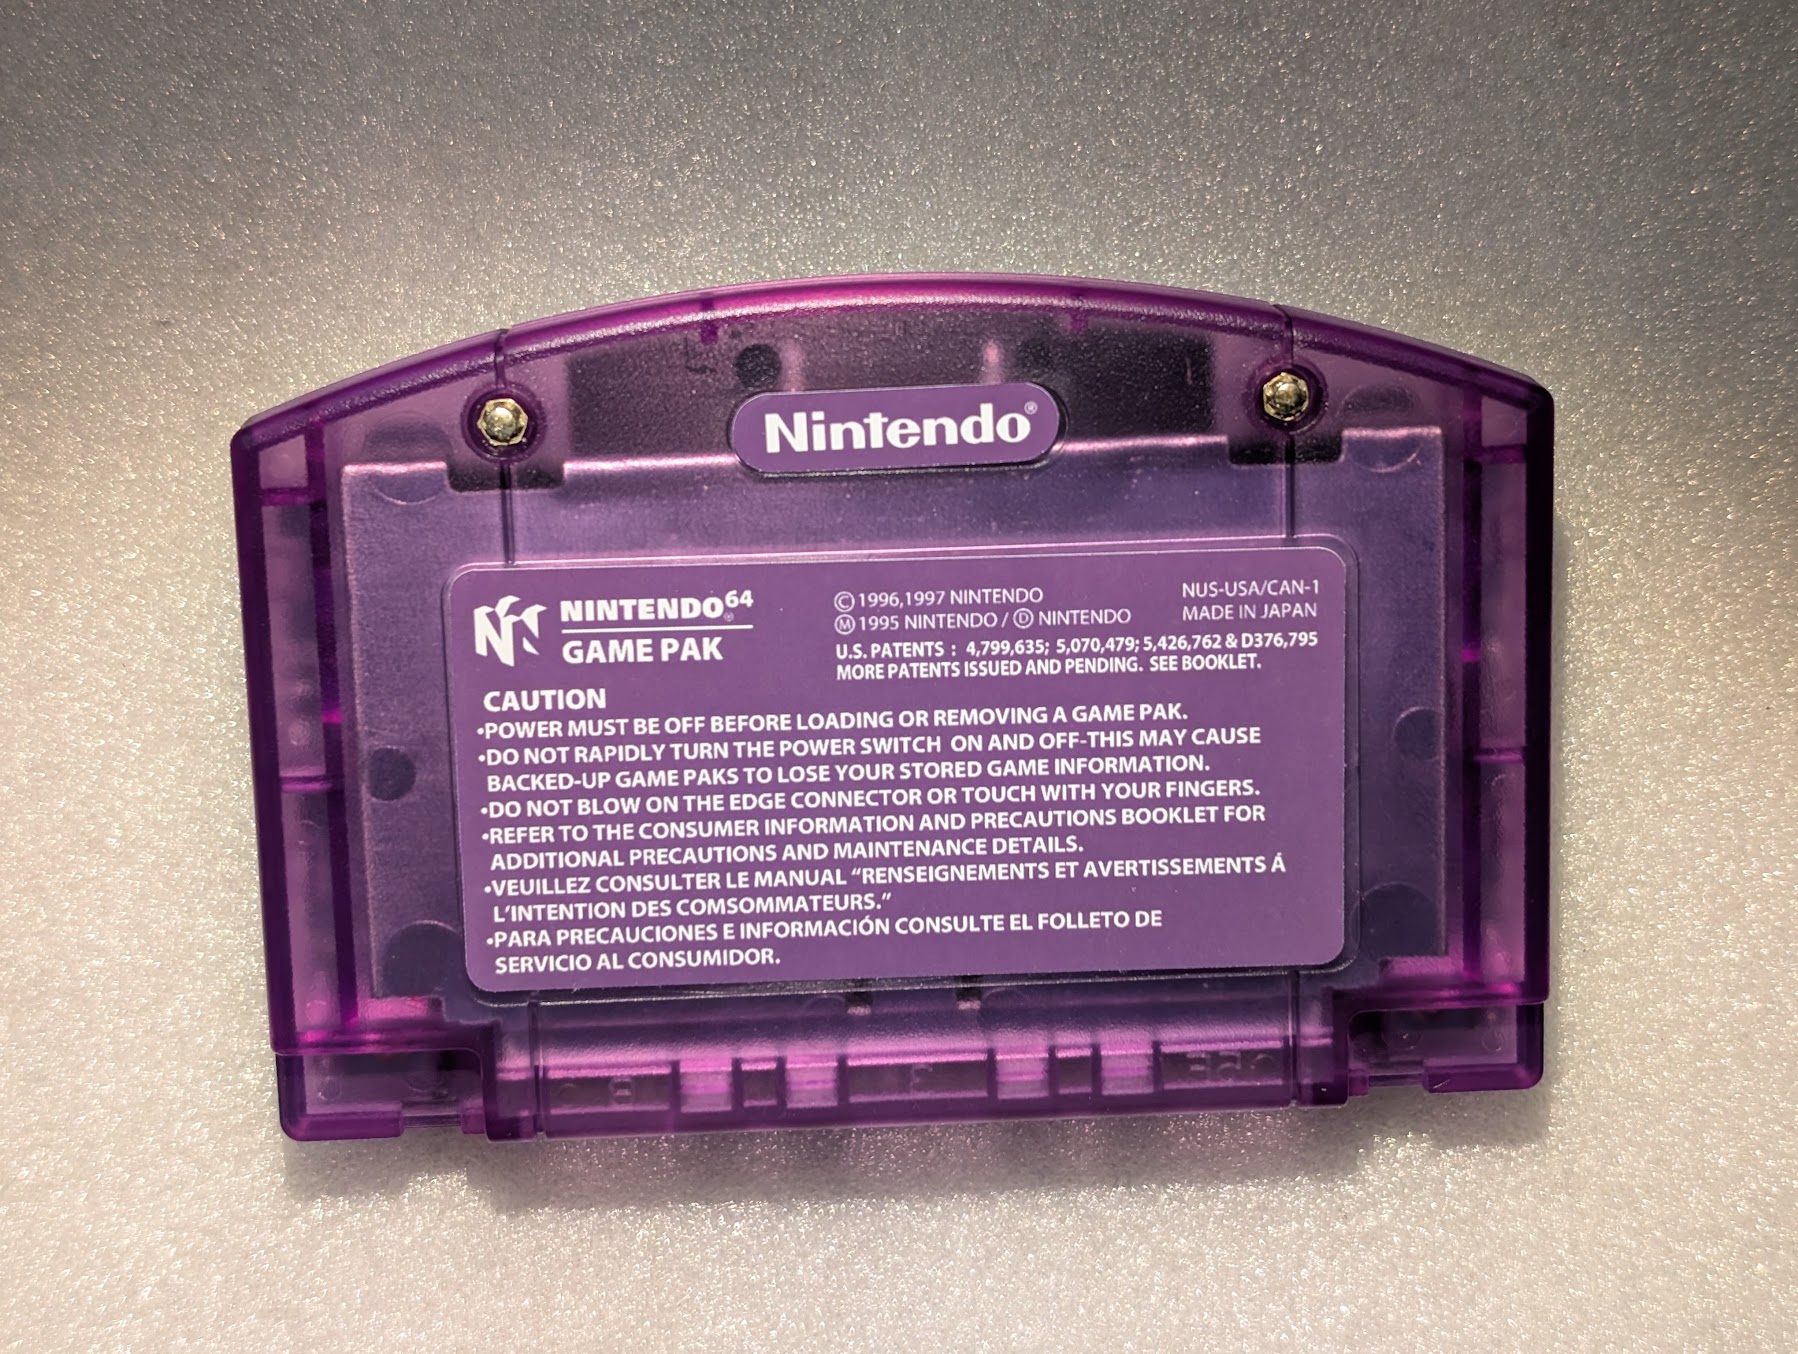 Nintendo®
NINTENDO64®
GAME PAK
©1996,1997 NINTENDO
Ⓜ1995 NINTENDO / Ⓓ NINTENDO
NUS-USA/CAN-1
MADE IN JAPAN
U.S. PATENTS : 4,799,635; 5,070,479; 5,426,762 & D376,795
MORE PATENTS ISSUED AND PENDING. SEE BOOKLET.
CAUTION
•POWER MUST BE OFF BEFORE LOADING OR REMOVING A GAME PAK.
•DO NOT RAPIDLY TURN THE POWER SWITCH ON AND OFF-THIS MAY CAUSE
BACKED-UP GAME PAKS TO LOSE YOUR STORED GAME INFORMATION.
•DO NOT BLOW ON THE EDGE CONNECTOR OR TOUCH WITH YOUR FINGERS.
•REFER TO THE CONSUMER INFORMATION AND PRECAUTIONS BOOKLET FOR
ADDITIONAL PRECAUTIONS AND MAINTENANCE DETAILS.
•VEUILLEZ CONSULTER LE MANUAL “RENSEIGNEMENTS ET AVERTISSEMENTS Á
L’INTENTION DES COMSOMMATEURS.”
•PARA PRECAUCIONES E INFORMACIÓN CONSULTE EL FOLLETO DE
SERVICIO AL CONSUMIDOR.